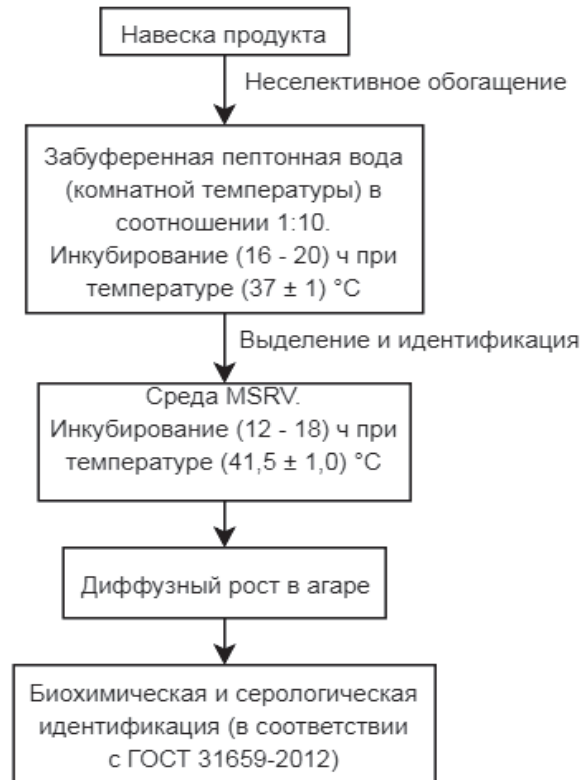 Навеска продукта
Неселективное обогащение
Забуференная пептонная вода
(комнатной температуры) в
соотношении 1:10.
Инкубирование (16 - 20) ч при
температуре (37 ± 1) °C
Выделение и идентификация
Среда MSRV.
Инкубирование (12 - 18) ч при
температуре (41,5 ± 1,0) °C
Диффузный рост в агаре
Биохимическая и серологическая
идентификация (в соответствии
с ГОСТ 31659-2012)